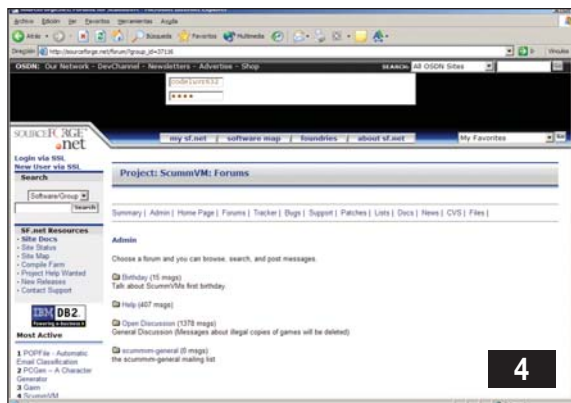 Archivo Edición Ver Favoritos Herramientas Ayuda
Atrás Búsqueda Favoritos Multimedia
Dirección http://sourceforge.net/forum/?group_id=37116 Ir Vínculos
OSDN: Our Network - DevChannel - Newsletters - Advertise - Shop SEARCH: All OSDN Sites
SOURCEFORGE .net
my sf.net | software map | foundries | about sf.net My Favorites
Login via SSL
New User via SSL
Search
Software/Group
Search
SF.net Resources
- Site Docs
- Site Status
- Site Map
- Compile Farm
- Project Help Wanted
- New Releases
- Contact Support
IBM DB2.
Most Active
1 POPFile - Automatic
Email Classification
2 PCGen -- A Character
Generator
3 Gaim
4 ScummVM
Project: ScummVM: Forums
Summary | Admin | Home Page | Forums | Tracker | Bugs | Support | Patches | Lists | Docs | News | CVS | Files |
Admin
Choose a forum and you can browse, search, and post messages.
Birthday (15 msgs)
Talk about ScummVMs first birthday.
Help (407 msgs)
Open Discussion (1378 msgs)
General Discussion (Messages about illegal copies of games will be deleted)
scummvm-general (0 msgs)
the scummvm-general mailing list
4